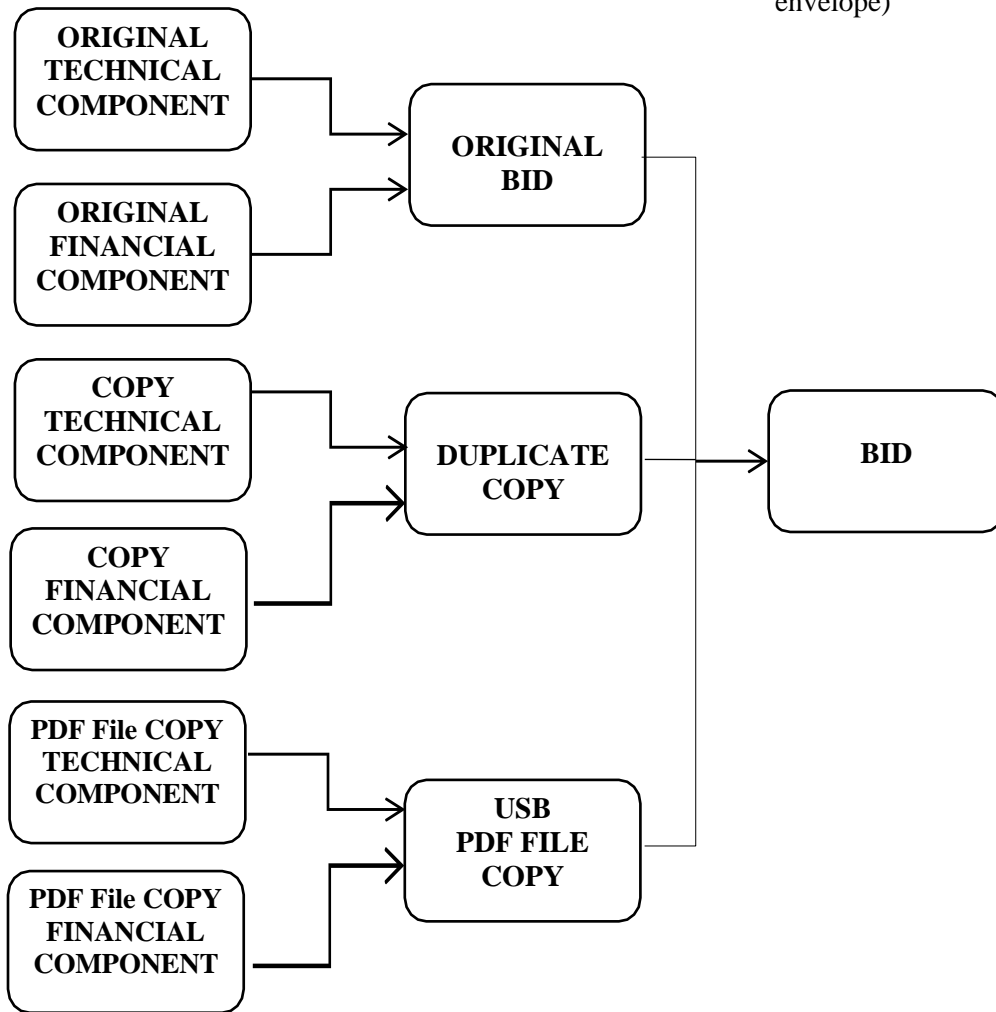 envelope)
ORIGINAL
TECHNICAL
COMPONENT
ORIGINAL
BID
ORIGINAL
FINANCIAL
COMPONENT
COPY
TECHNICAL
COMPONENT
DUPLICATE
COPY
BID
COPY
FINANCIAL
COMPONENT
PDF File COPY
TECHNICAL
COMPONENT
USB
PDF FILE
COPY
PDF File COPY
FINANCIAL
COMPONENT